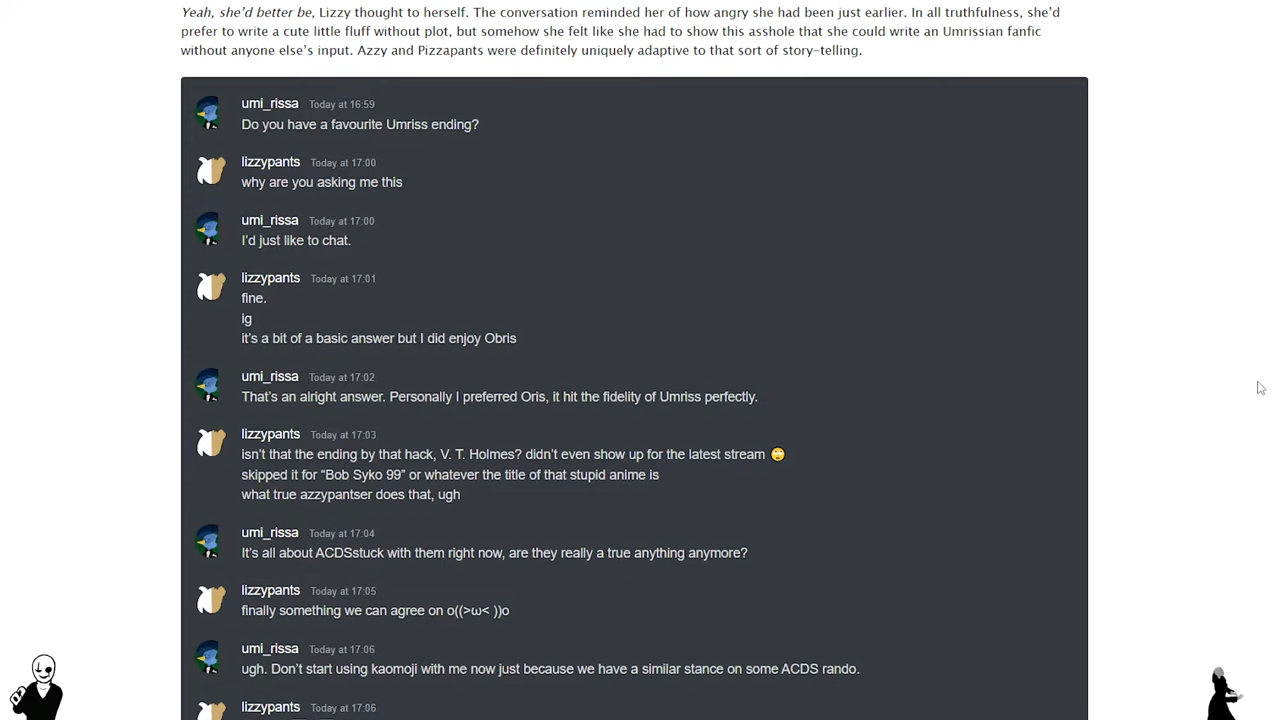 Yeah, she’d better be, Lizzy thought to herself. The conversation reminded her of how angry she had been just earlier. In all truthfulness, she’d
prefer to write a cute little fluff without plot, but somehow she felt like she had to show this asshole that she could write an Umrissian fanfic
without anyone else’s input. Azzy and Pizzapants were definitely uniquely adaptive to that sort of story-telling.
umi_rissa Today at 16:59
Do you have a favourite Umriss ending?
lizzypants Today at 17:00
why are you asking me this
umi_rissa Today at 17:00
I’d just like to chat.
lizzypants Today at 17:01
fine.
ig
it’s a bit of a basic answer but I did enjoy Obris
umi_rissa Today at 17:02
That’s an alright answer. Personally I preferred Oris, it hit the fidelity of Umriss perfectly.
lizzypants Today at 17:03
isn’t that the ending by that hack, V. T. Holmes? didn’t even show up for the latest stream 🙄
skipped it for “Bob Syko 99” or whatever the title of that stupid anime is
what true azzypantser does that, ugh
umi_rissa Today at 17:04
It’s all about ACDSstuck with them right now, are they really a true anything anymore?
lizzypants Today at 17:05
finally something we can agree on o((>ω< ))o
umi_rissa Today at 17:06
ugh. Don’t start using kaomoji with me now just because we have a similar stance on some ACDS rando.
lizzypants Today at 17:06